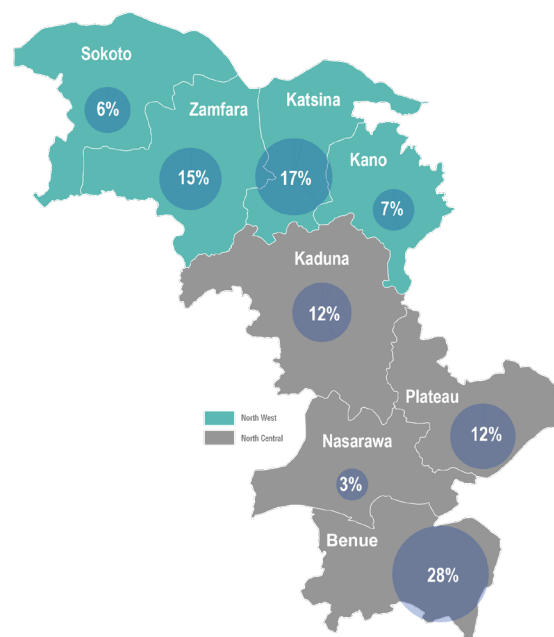 Sokoto
6%
Zamfara
15%
Katsina
17%
Kano
7%
Kaduna
12%
Plateau
12%
North West
North Central
Nasarawa
3%
Benue
28%